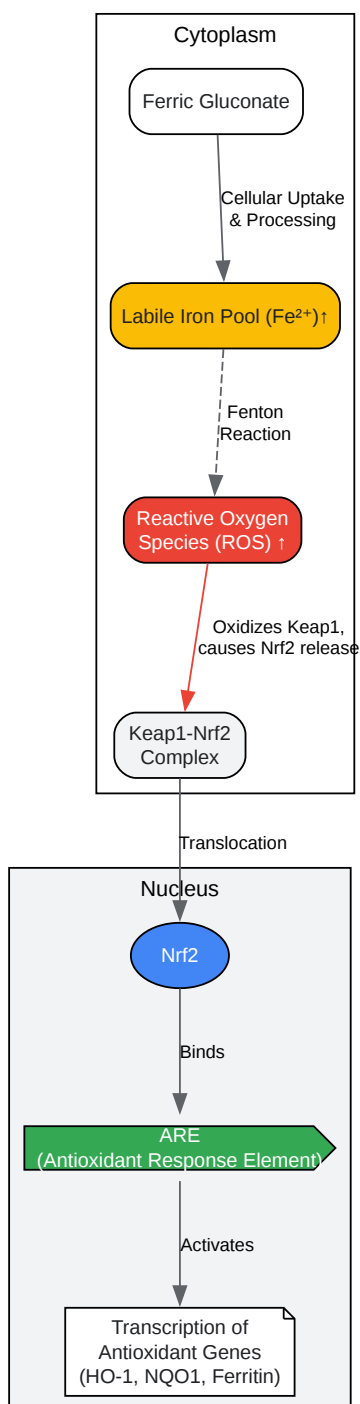 Cytoplasm
Ferric Gluconate
Cellular Uptake
& Processing
Labile Iron Pool (Fe²⁺)↑
Fenton
Reaction
Reactive Oxygen
Species (ROS) ↑
Oxidizes Keap1,
causes Nrf2 release
Keap1-Nrf2
Complex
Translocation
Nucleus
Nrf2
Binds
ARE
(Antioxidant Response Element)
Activates
Transcription of
Antioxidant Genes
(HO-1, NQO1, Ferritin)